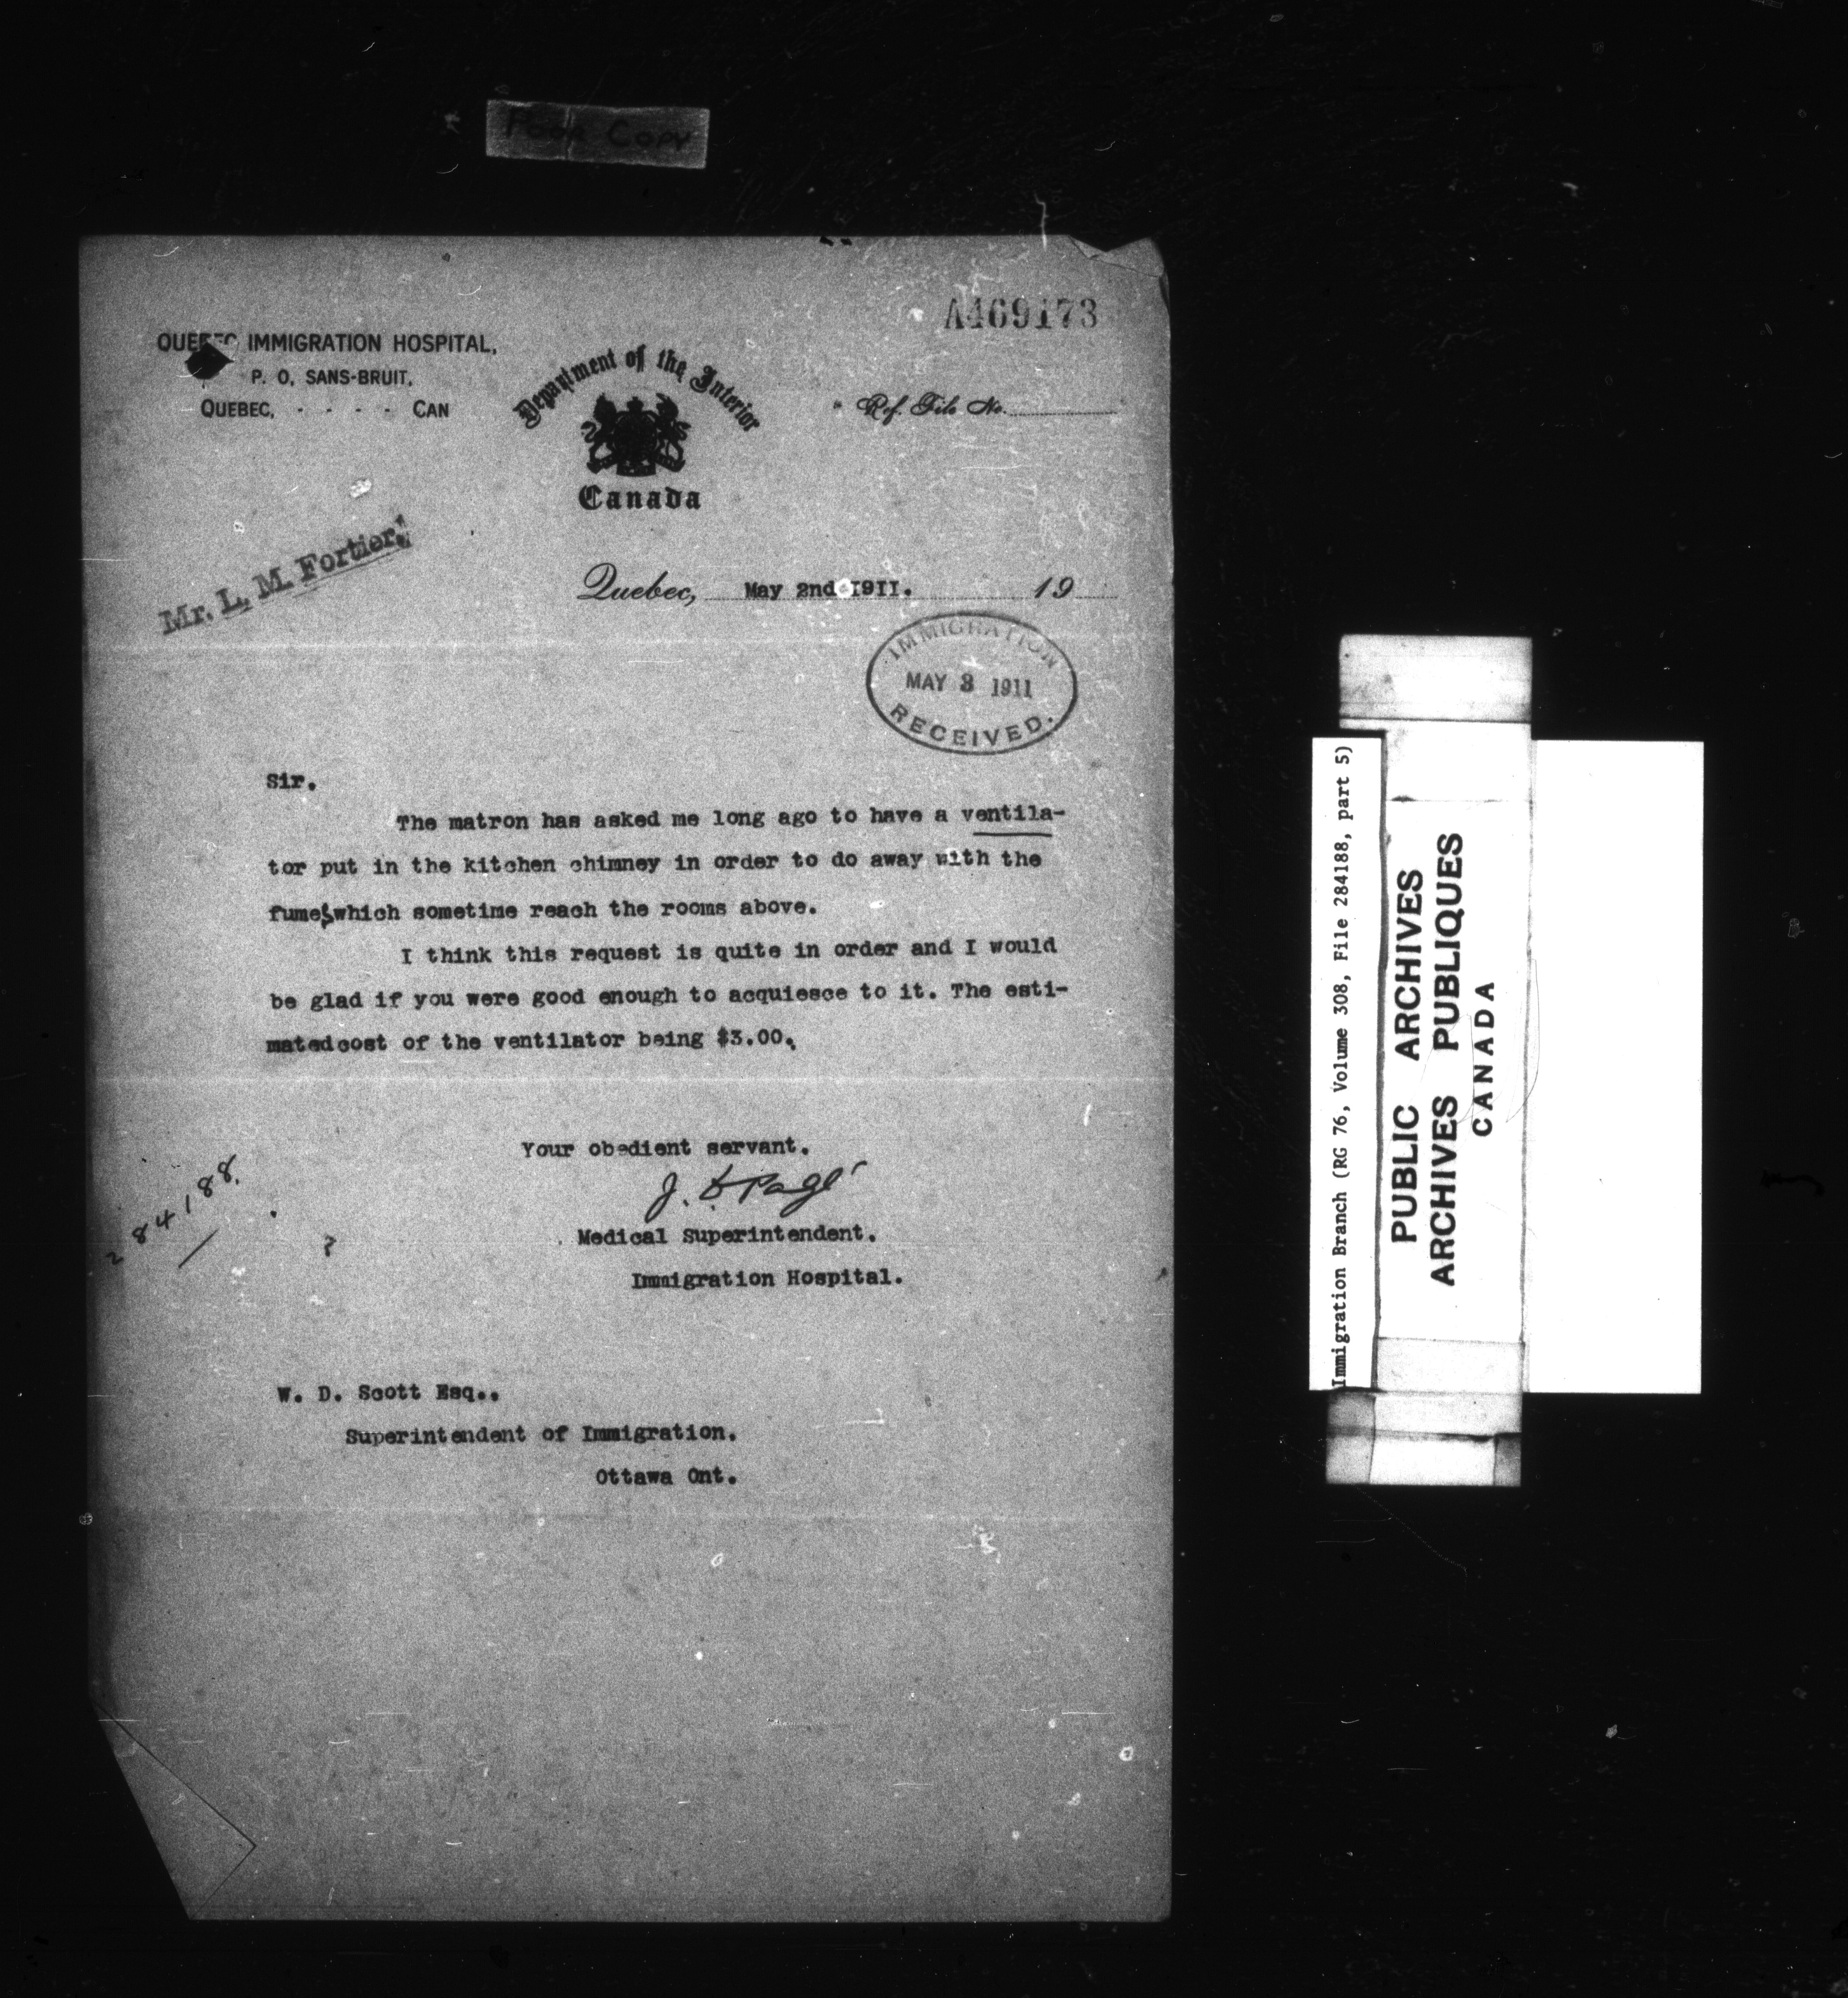 Poor Copy
A469173
QUEBEC IMMIGRATION HOSPITAL,
P. O. SANS-BRUIT.
QUEBEC, - - - - CAN
Department of the Interior
Canada
Ref. File No.
Mr. L. M. Fortier.
Quebec, May 2nd 19II. 19
IMMIGRATION
MAY 3 1911
RECEIVED.
Sir.
The matron has asked me long ago to have a ventila-
tor put in the kitchen chimney in order to do away with the
fumes which sometime reach the rooms above.
I think this request is quite in order and I would
be glad if you were good enough to acquiesce to it. The esti-
mated cost of the ventilator being $3.00.
Your obedient servant.
J. D. Pagé
Medical Superintendent.
Immigration Hospital.
284188.
?
W. D. Scott Esq..
Superintendent of Immigration.
Ottawa Ont.
Immigration Branch (RG 76, Volume 308, File 284188, part 5)
PUBLIC ARCHIVES
ARCHIVES PUBLIQUES
CANADA